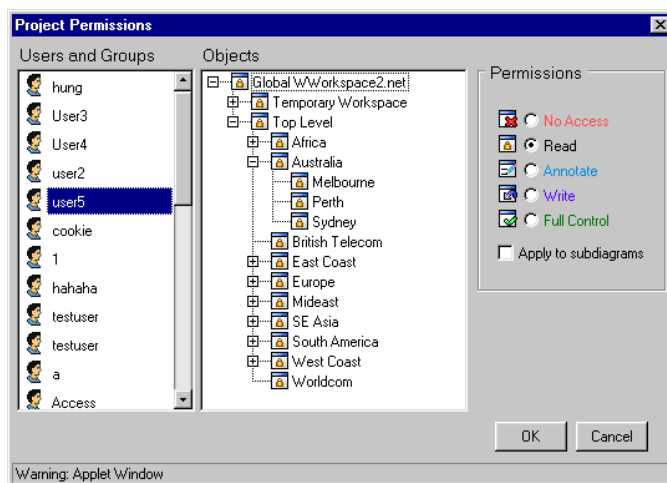 Project Permissions
Users and Groups
hung
User3
User4
user2
user5
cookie
1
hahaha
testuser
testuser
a
Access
Objects
Global WWorkspace2.net
Temporary Workspace
Top Level
Africa
Australia
Melbourne
Perth
Sydney
British Telecom
East Coast
Europe
Mideast
SE Asia
South America
West Coast
Worldcom
Permissions
No Access
Read
Annotate
Write
Full Control
Apply to subdiagrams
OK
Cancel
Warning: Applet Window